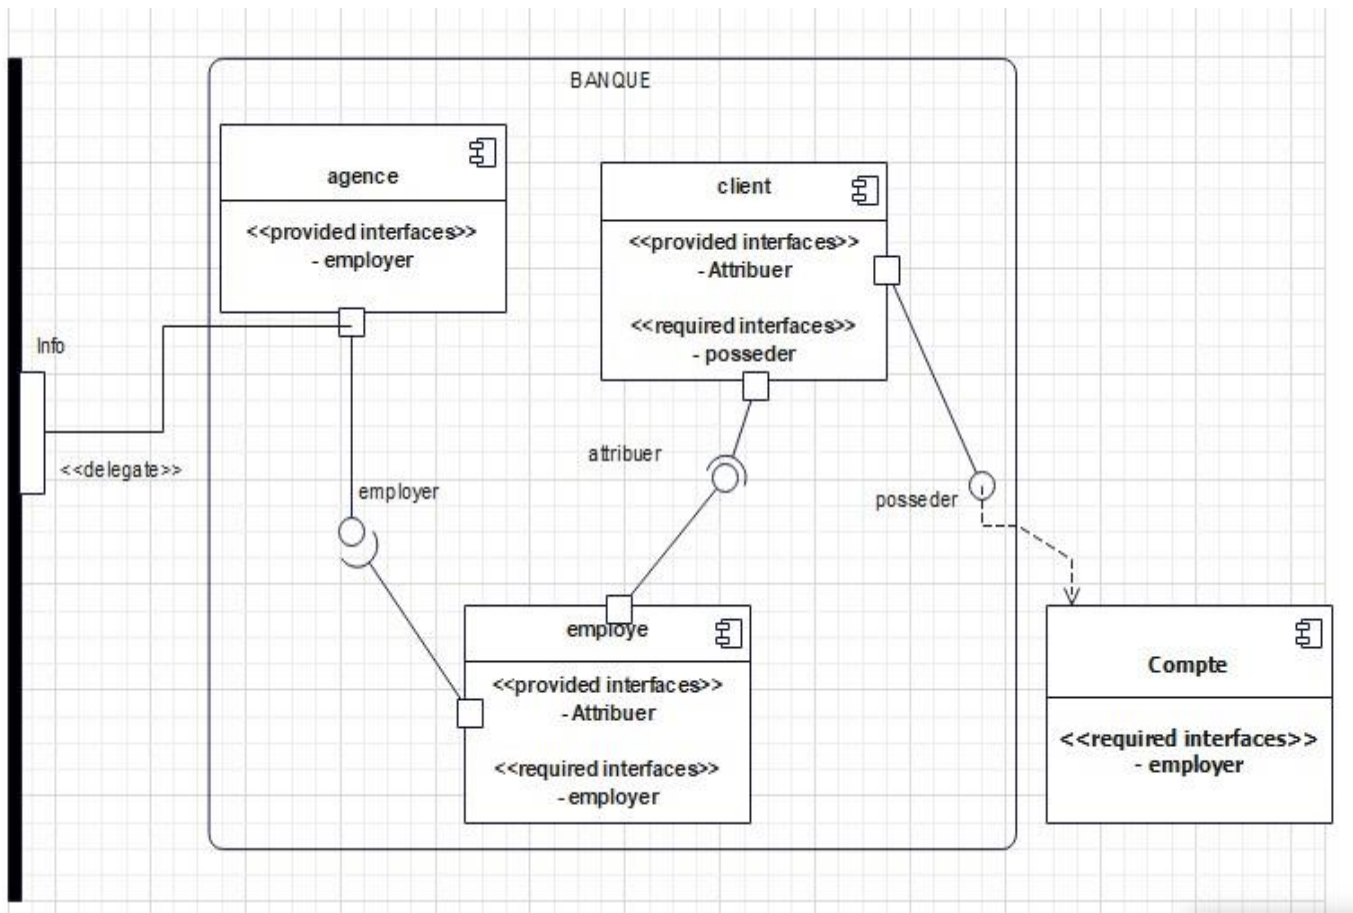 BANQUE
agence
<<provided interfaces>>
- employer
client
<<provided interfaces>>
- Attribuer
<<required interfaces>>
- posseder
Info
<<delegate>>
employer
attribuer
posseder
employe
<<provided interfaces>>
- Attribuer
<<required interfaces>>
- employer
Compte
<<required interfaces>>
- employer